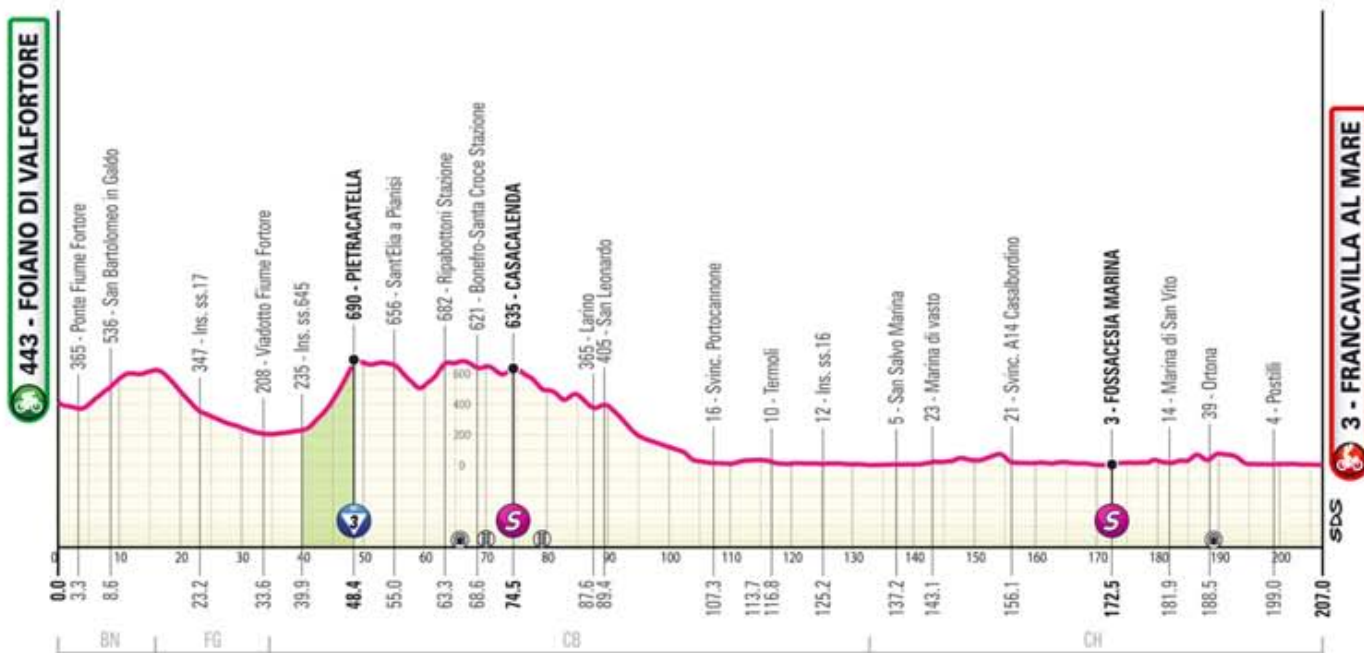 443 - FOIANO DI VALFORTORE
365 - Ponte Fiume Fortore
536 - San Bartolomeo in Galdo
347 - Ins. ss.17
208 - Viadotto Fiume Fortore
235 - Ins. ss.645
690 - PIETRACATELLA
656 - Sant'Elia a Pianisi
682 - Ripabottoni Stazione
621 - Bonefro-Santa Croce Stazione
635 - CASACALENDA
365 - Larino
405 - San Leonardo
16 - Svinc. Portocannone
10 - Termoli
12 - Ins. ss.16
5 - San Salvo Marina
23 - Marina di vasto
21 - Svinc. A14 Casalbordino
3 - FOSSACESIA MARINA
14 - Marina di San Vito
39 - Ortona
4 - Postilli
3 - FRANCAVILLA AL MARE
600
400
200
0
3
S
S
SDS
0 10 20 30 40 50 60 70 80 90 100 110 120 130 140 150 160 170 180 190 200
0.0 3.3 8.6 23.2 33.6 39.9 48.4 55.0 63.3 68.6 74.5 87.6 89.4 107.3 113.7 116.8 125.2 137.2 143.1 156.1 172.5 181.9 188.5 199.0 207.0
BN FG CB CH